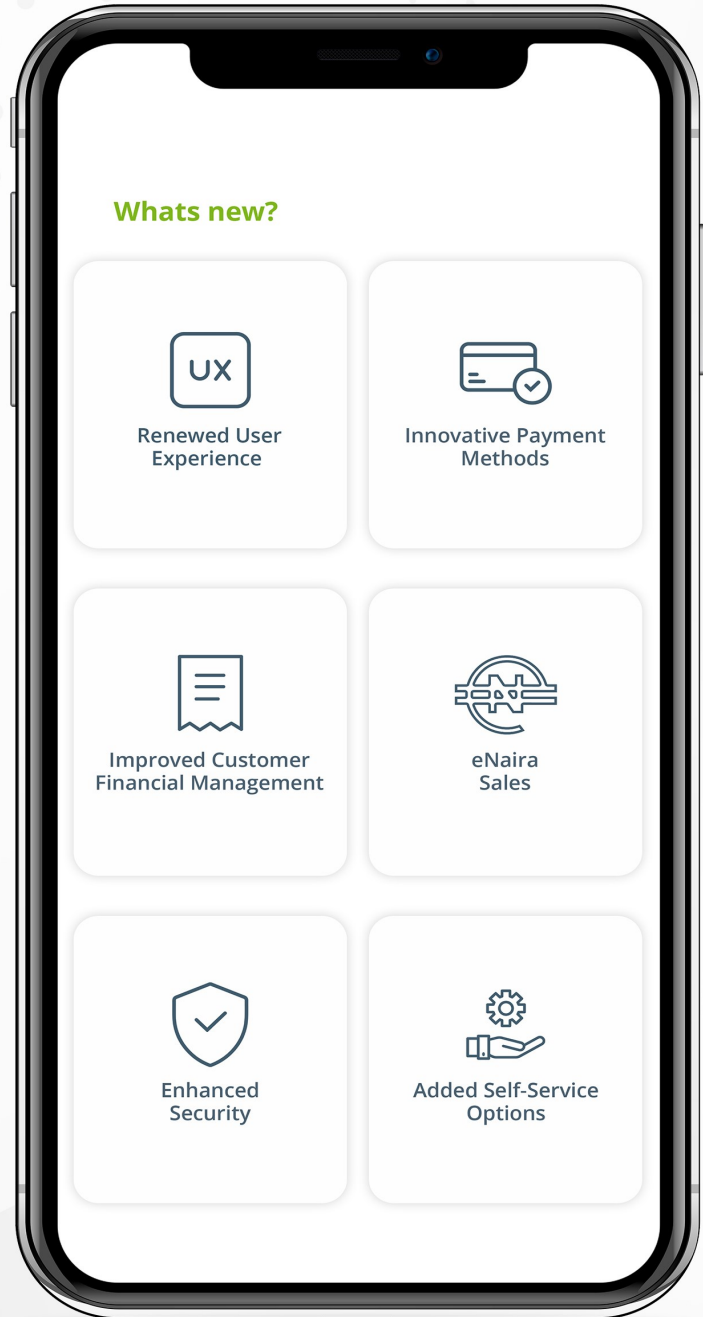 Whats new?
UX
Renewed User
Experience
Innovative Payment
Methods
Improved Customer
Financial Management
eNaira
Sales
Enhanced
Security
Added Self-Service
Options